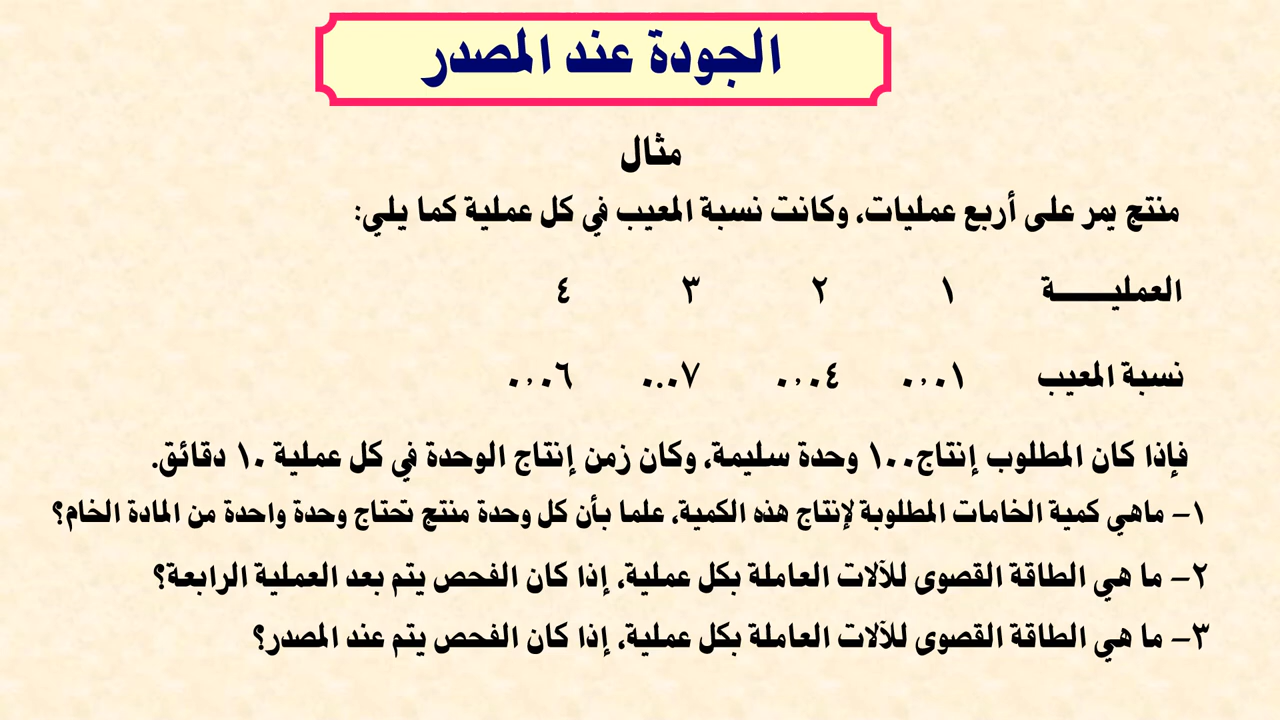 الجودة عند المصدر
مثال
منتج يمر على أربع عمليات، وكانت نسبة المعيب في كل عملية كما يلي:
العمليـــــــة ١ ٢ ٣ ٤
نسبة المعيب ٠,٠١ ٠,٠٤ ٠.٠٧ ٠,٠٦
فإذا كان المطلوب إنتاج١٠٠ وحدة سليمة، وكان زمن إنتاج الوحدة في كل عملية ١٠ دقائق.
١- ماهي كمية الخامات المطلوبة لإنتاج هذه الكمية، علما بأن كل وحدة منتج تحتاج وحدة واحدة من المادة الخام؟
٢- ما هي الطاقة القصوى للآلات العاملة بكل عملية، إذا كان الفحص يتم بعد العملية الرابعة؟
٣- ما هي الطاقة القصوى للآلات العاملة بكل عملية، إذا كان الفحص يتم عند المصدر؟